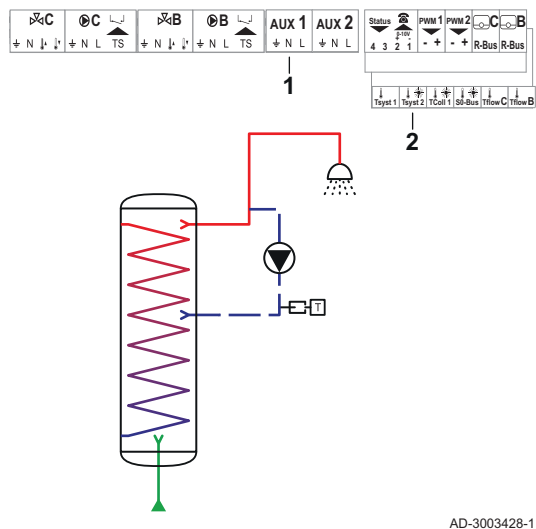 C C B B AUX 1 AUX 2
N N L TS N N L TS N L N L
Status 0-10V PWM 1 PWM 2 C B
4 3 2 1 - + - + R-Bus R-Bus
Tsyst 1 Tsyst 2 TColl 1 S0-Bus Tflow C Tflow B
1
2
T
AD-3003428-1